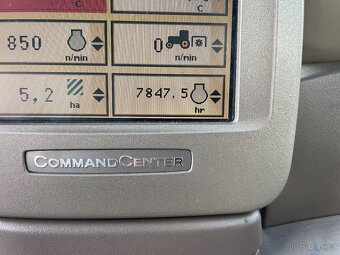 c
c
850
n/min
0
n/min
5,2
ha
7847,5
hr
COMMANDCENTER